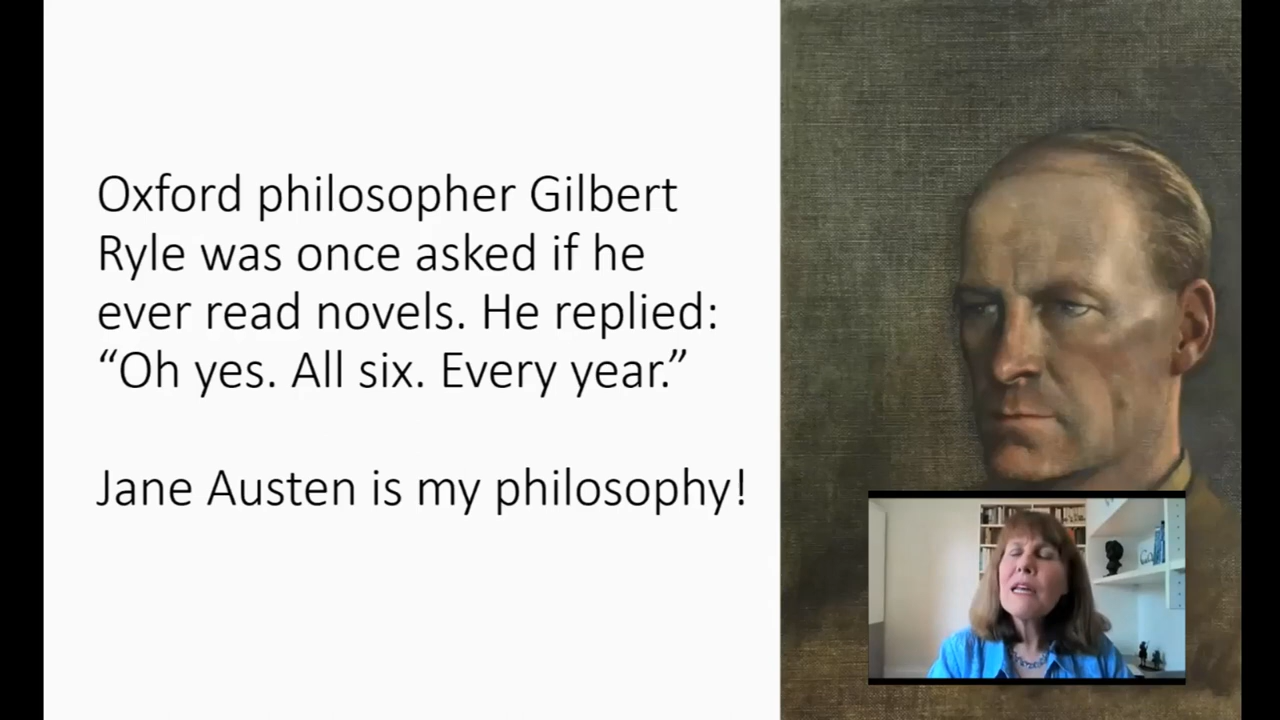 Oxford philosopher Gilbert
Ryle was once asked if he
ever read novels. He replied:
“Oh yes. All six. Every year.”
Jane Austen is my philosophy!